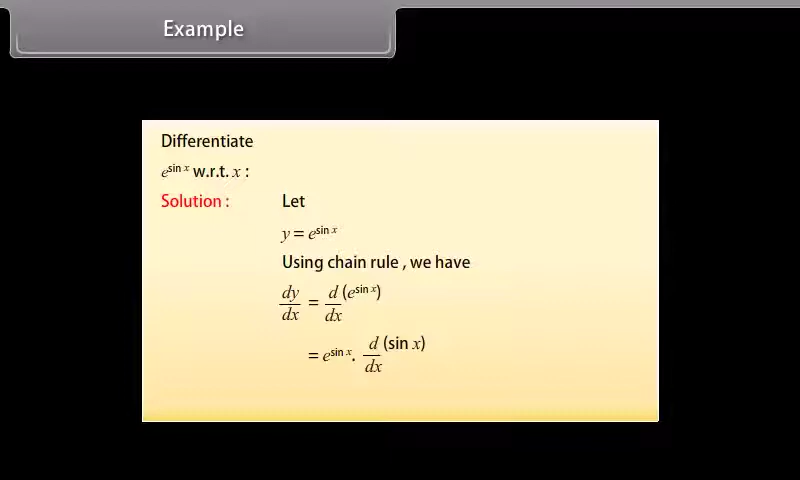 Example
Differentiate
e^sin x w.r.t. x :
Solution : Let
y = e^sin x
Using chain rule , we have
dy/dx = d/dx (e^sin x)
= e^sin x. d/dx (sin x)